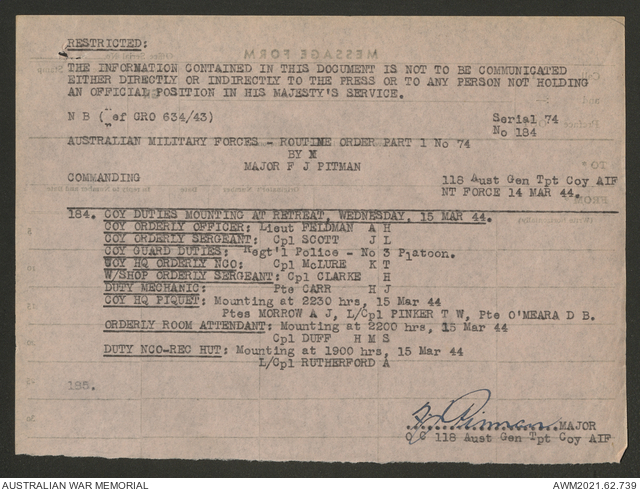 MESSAGE FORM
RESTRICTED:
THE INFORMATION CONTAINED IN THIS DOCUMENT IS NOT TO BE COMMUNICATED
EITHER DIRECTLY OR INDIRECTLY TO THE PRESS OR TO ANY PERSON NOT HOLDING
AN OFFICIAL POSITION IN HIS MAJESTY'S SERVICE.
N B ( ef GRO 634/43) Serial 74
No 184
AUSTRALIAN MILITARY FORCES - ROUTINE ORDER PART 1 No 74
BY
MAJOR F J PITMAN
COMMANDING 118 Aust Gen Tpt Coy AIF
NT FORCE 14 MAR 44.
184. COY DUTIES MOUNTING AT RETREAT, WEDNESDAY, 15 MAR 44.
COY ORDERLY OFFICER: Lieut FELDMAN A H
COY ORDERLY SERGEANT: Cpl SCOTT J L
COY GUARD DUTIES: Regt'l Police - No 3 Platoon.
COY HQ ORDERLY NCO: Cpl McLURE K T
W/SHOP ORDERLY SERGEANT: Cpl CLARKE H
DUTY MECHANIC: Pte CARR H J
COY HQ PIQUET: Mounting at 2230 hrs, 15 Mar 44
Ptes MORROW A J, L/Cpl PINKER T W, Pte O'MEARA D B.
ORDERLY ROOM ATTENDANT: Mounting at 2200 hrs, 15 Mar 44
Cpl DUFF H M S
DUTY NCO-REC HUT: Mounting at 1900 hrs, 15 Mar 44
L/Cpl RUTHERFORD A
185.
MAJOR
O C 118 Aust Gen Tpt Coy AIF
AUSTRALIAN WAR MEMORIAL AWM2021.62.739